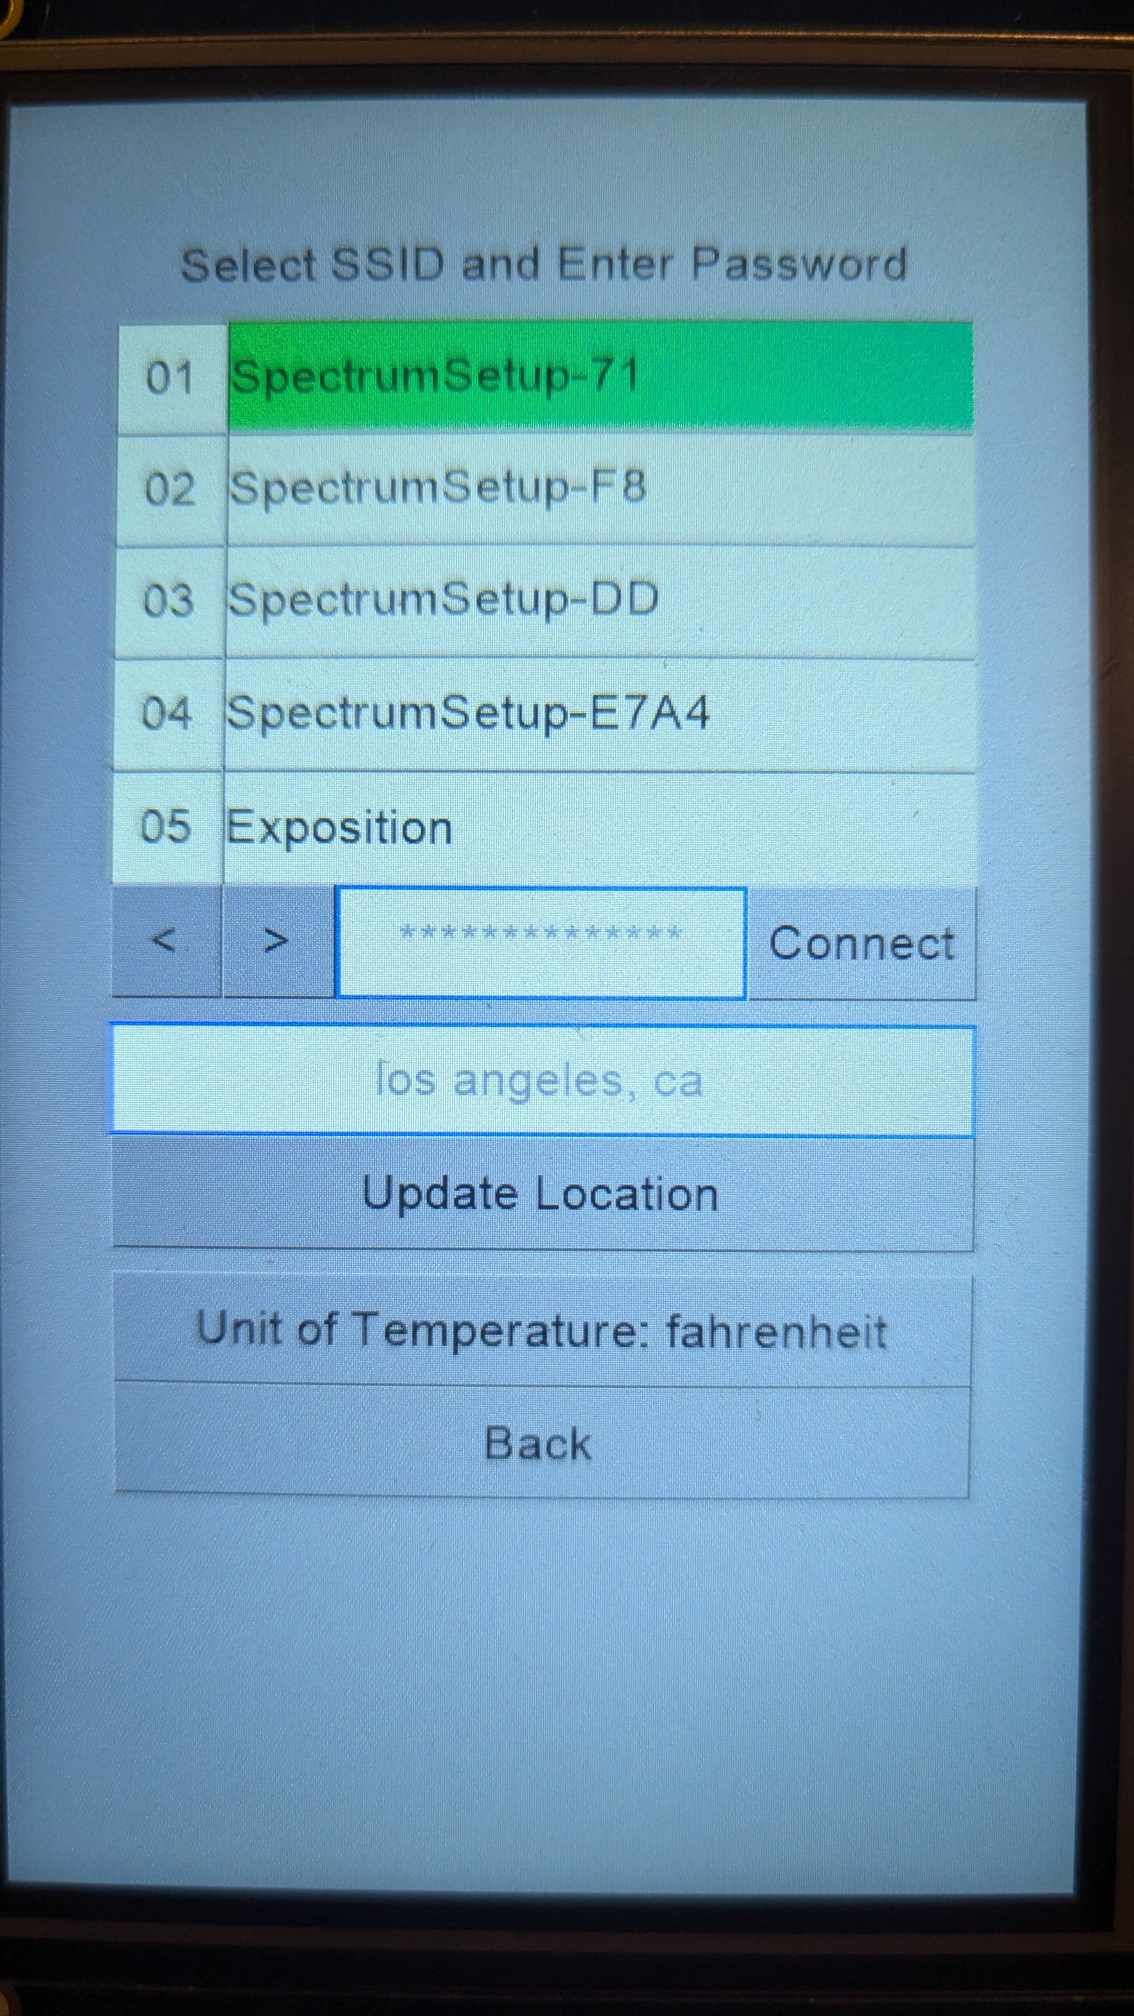 Select SSID and Enter Password
01 SpectrumSetup-71
02 SpectrumSetup-F8
03 SpectrumSetup-DD
04 SpectrumSetup-E7A4
05 Exposition
< > ************** Connect
los angeles, ca
Update Location
Unit of Temperature: fahrenheit
Back